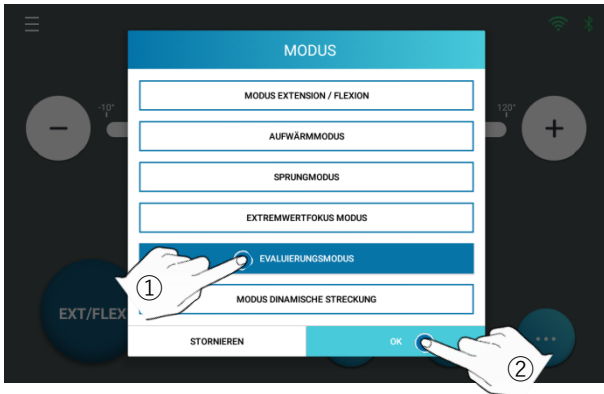 MODUS
MODUS EXTENSION / FLEXION
-10°
120°
AUFWÄRMMODUS
SPRUNGMODUS
EXTREMWERTFOKUS MODUS
EVALUIERUNGSMODUS
①
MODUS DINAMISCHE STRECKUNG
EXT/FLEX
STORNIEREN
OK
②